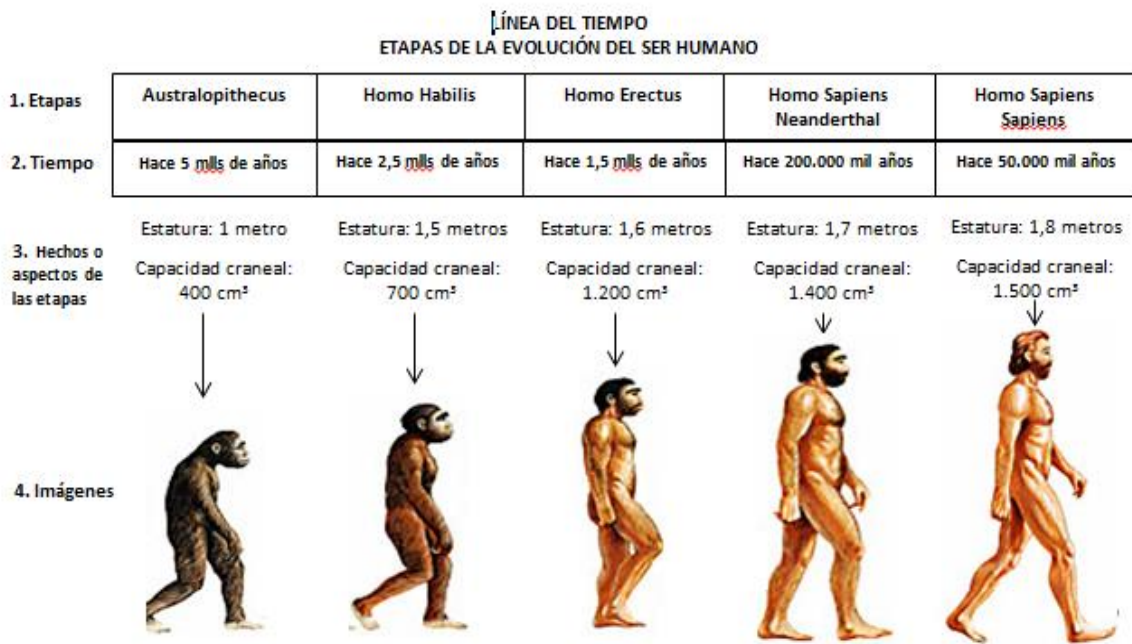 LÍNEA DEL TIEMPO
ETAPAS DE LA EVOLUCIÓN DEL SER HUMANO
1. Etapas
Australopithecus
Homo Habilis
Homo Erectus
Homo Sapiens
Neanderthal
Homo Sapiens
Sapiens
2. Tiempo
Hace 5 mlls de años
Hace 2,5 mlls de años
Hace 1,5 mlls de años
Hace 200.000 mil años
Hace 50.000 mil años
3. Hechos o
aspectos de
las etapas
Estatura: 1 metro
Capacidad craneal:
400 cm³
Estatura: 1,5 metros
Capacidad craneal:
700 cm³
Estatura: 1,6 metros
Capacidad craneal:
1.200 cm³
Estatura: 1,7 metros
Capacidad craneal:
1.400 cm³
Estatura: 1,8 metros
Capacidad craneal:
1.500 cm³
4. Imágenes